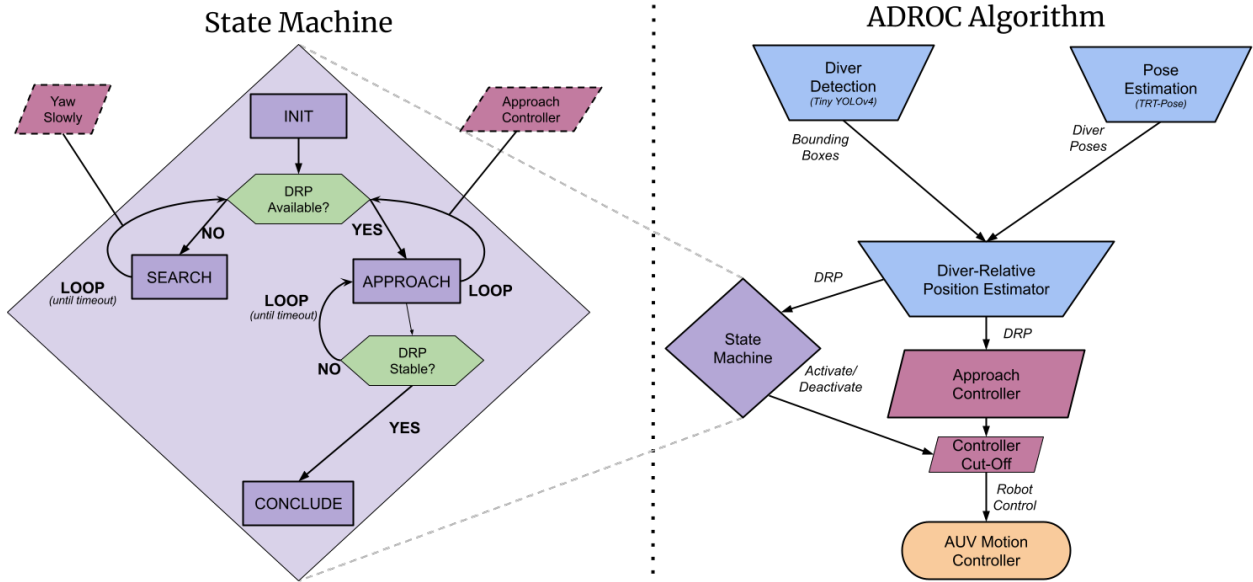 State Machine
Yaw
Slowly
Approach
Controller
INIT
DRP
Available?
NO
YES
SEARCH
LOOP
(until timeout)
APPROACH
LOOP
LOOP
(until timeout)
DRP
Stable?
NO
YES
CONCLUDE
ADROC Algorithm
Diver
Detection
(Tiny YOLOv4)
Pose
Estimation
(TRT-Pose)
Bounding
Boxes
Diver
Poses
Diver-Relative
Position Estimator
DRP
DRP
State
Machine
Activate/
Deactivate
Approach
Controller
Controller
Cut-Off
Robot
Control
AUV Motion
Controller